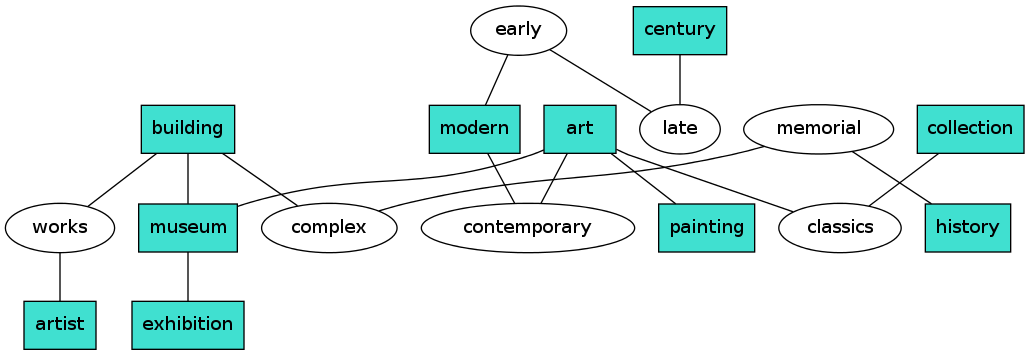 early
century
building
modern
art
late
memorial
collection
works
museum
complex
contemporary
painting
classics
history
artist
exhibition